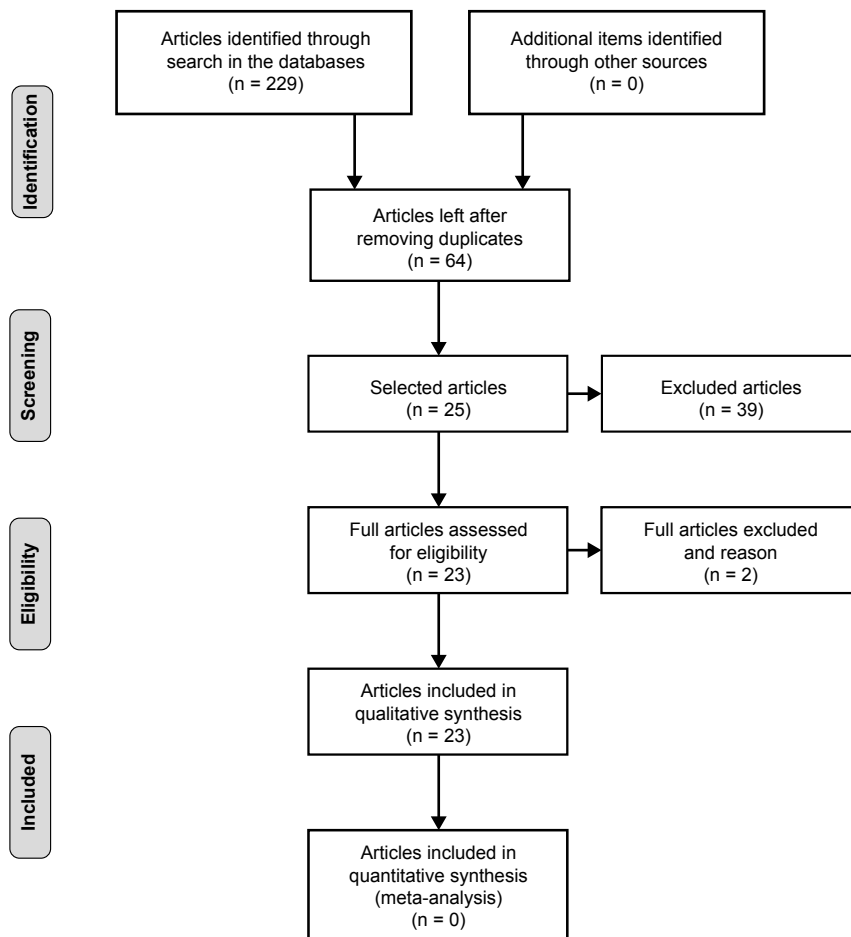 Articles identified through
search in the databases
(n = 229)
Additional items identified
through other sources
(n = 0)
Identification
Articles left after
removing duplicates
(n = 64)
Screening
Selected articles
(n = 25)
Excluded articles
(n = 39)
Eligibility
Full articles assessed
for eligibility
(n = 23)
Full articles excluded
and reason
(n = 2)
Included
Articles included in
qualitative synthesis
(n = 23)
Articles included in
quantitative synthesis
(meta-analysis)
(n = 0)